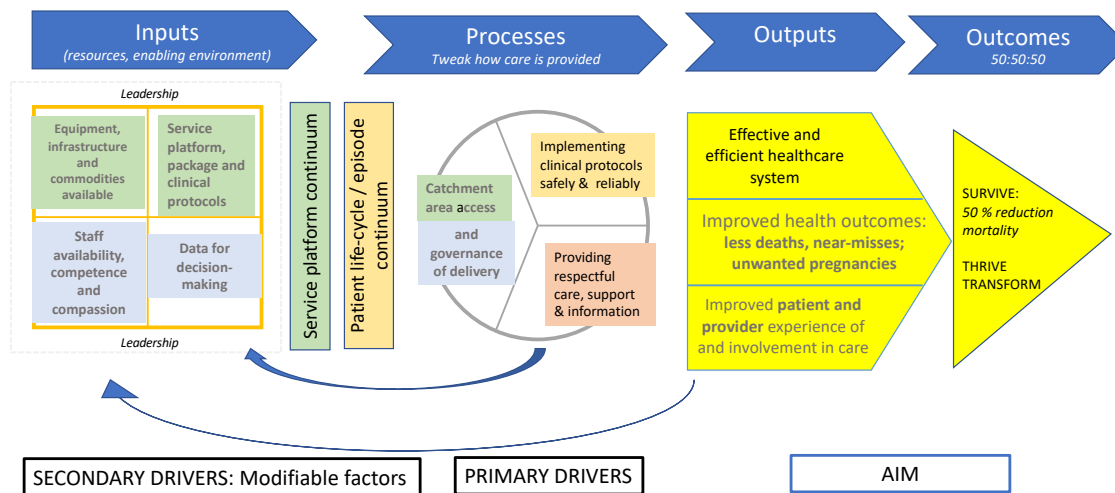 Inputs
(resources, enabling environment)
Processes
Tweak how care is provided
Outputs
Outcomes
50:50:50
Leadership
Equipment,
infrastructure
and
commodities
available
Service
platform,
package and
clinical
protocols
Staff
availability,
competence
and
compassion
Data for
decision-
making
Leadership
Service platform continuum
Patient life-cycle / episode
continuum
Catchment
area access
and
governance
of delivery
Implementing
clinical protocols
safely & reliably
Providing
respectful
care, support
& information
Effective and
efficient healthcare
system
Improved health outcomes:
less deaths, near-misses;
unwanted pregnancies
Improved patient and
provider experience of
and involvement in care
SURVIVE:
50 % reduction
mortality
THRIVE
TRANSFORM
SECONDARY DRIVERS: Modifiable factors
PRIMARY DRIVERS
AIM